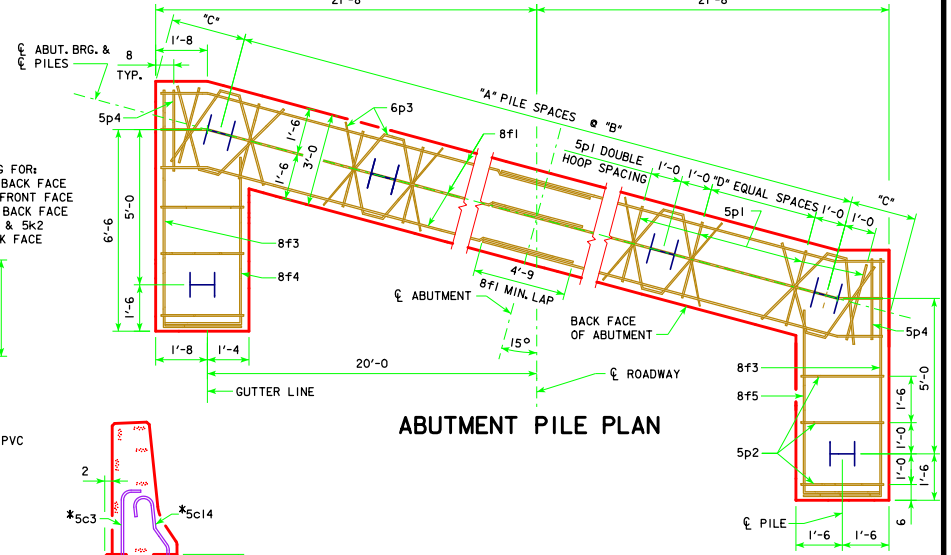 21'-8
21'-8
"C"
1'-8
℄ ABUT. BRG. &
℄ PILES
8
TYP.
5p4
6p3
1'-6
1'-6
3'-0
8f1
"A" PILE SPACES @ "B"
5p1 DOUBLE
HOOP SPACING
1'-0
1'-0
"D" EQUAL SPACES
1'-0
1'-0
"C"
5p1
G FOR:
BACK FACE
FRONT FACE
BACK FACE
& 5k2
K FACE
6'-6
5'-0
1'-6
8f3
8f4
4'-9
8f1 MIN. LAP
℄ ABUTMENT
15°
BACK FACE
OF ABUTMENT
5p4
1'-8
1'-4
20'-0
GUTTER LINE
℄ ROADWAY
8f3
8f5
5p2
5'-0
1'-6
1'-0
1'-0
1'-6
6
ABUTMENT PILE PLAN
℄ PILE
1'-6
1'-6
PVC
2
*5c3
*5c14